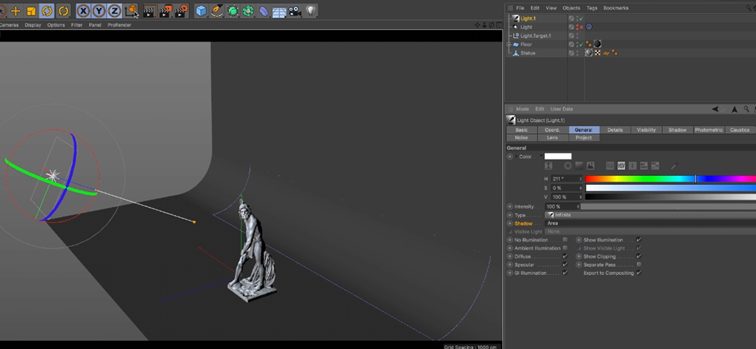 X Y Z
File Edit View Objects Tags Bookmarks
Cameras Display Options Filter Panel ProRender
Light.1
Light
Light.Target.1
Floor
Statue
Mode Edit User Data
Light Object [Light.1]
Basic Coord. General Details Visibility Shadow Photometric Caustics
Noise Lens Project
General
Color
H 211 °
S 0 %
V 100 %
Intensity 100 %
Type Infinite
Shadow Area
Visible Light None
No Illumination Show Illumination
Ambient Illumination Show Visible Light
Diffuse Show Clipping
Specular Separate Pass
GI Illumination Export to Compositing
Grid Spacing : 1000 cm